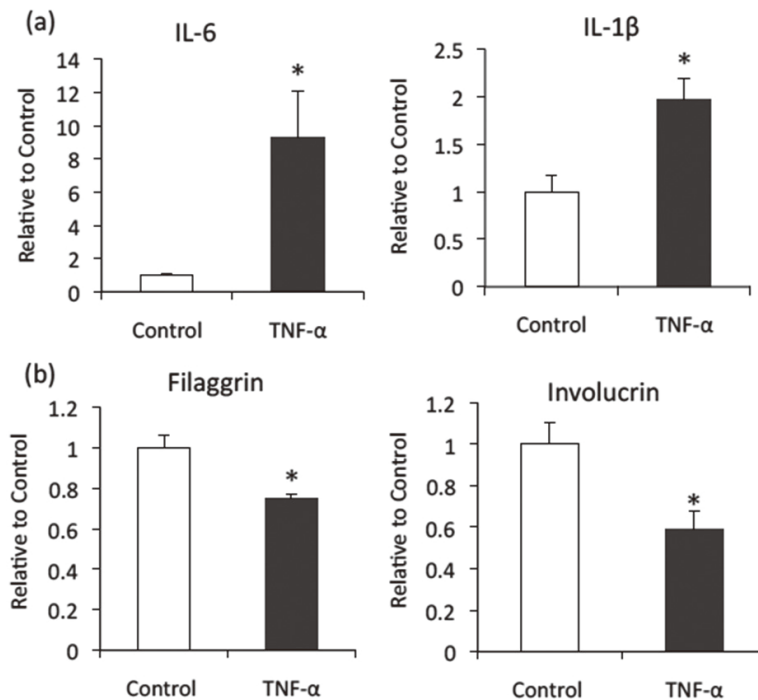 (a)
IL-6
Relative to Control
14
12
10
8
6
4
2
0
*
Control
TNF-α
IL-1β
Relative to Control
2.5
2
1.5
1
0.5
0
*
Control
TNF-α
(b)
Filaggrin
Relative to Control
1.2
1
0.8
0.6
0.4
0.2
0
*
Control
TNF-α
Involucrin
Relative to Control
1.2
1
0.8
0.6
0.4
0.2
0
*
Control
TNF-α